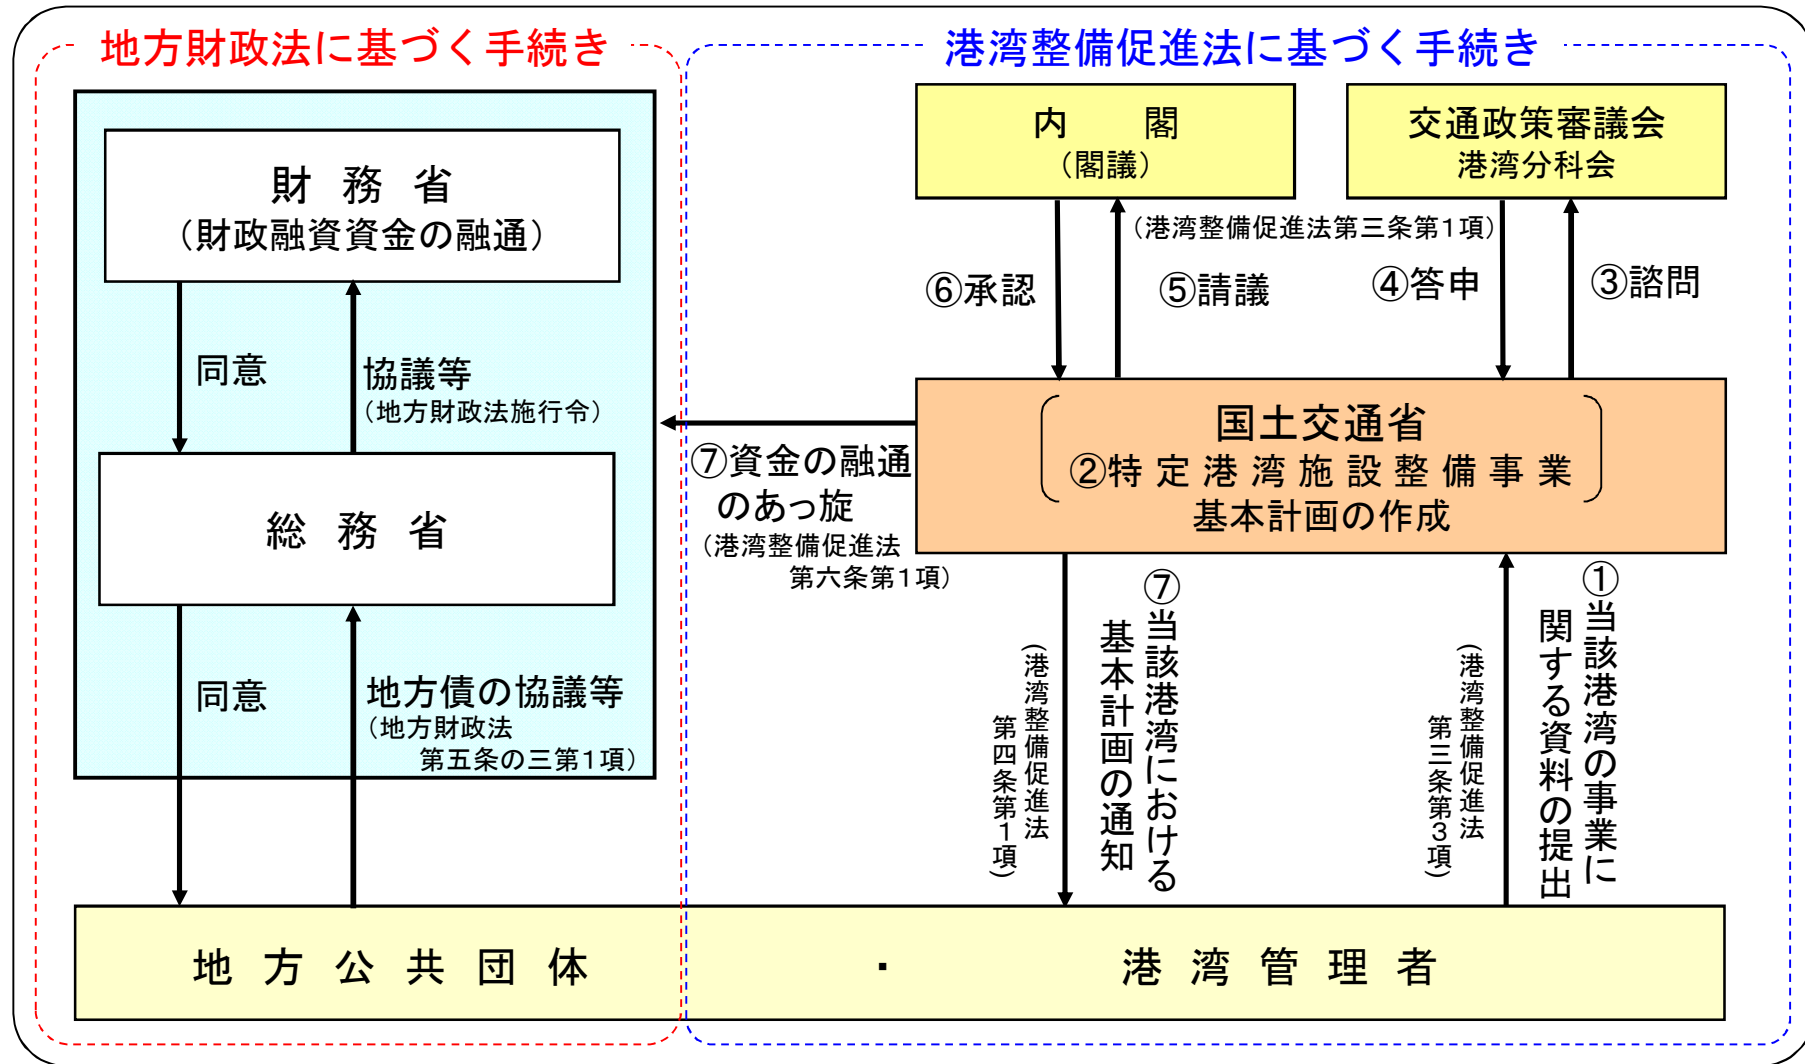 地方財政法に基づく手続き
港湾整備促進法に基づく手続き
財務省
（財政融資資金の融通）
同意
協議等
（地方財政法施行令）
総務省
同意
地方債の協議等
（地方財政法
第五条の三第1項）
内閣
（閣議）
交通政策審議会
港湾分科会
（港湾整備促進法第三条第1項）
⑥承認
⑤請議
④答申
③諮問
国土交通省
②特定港湾施設整備事業
基本計画の作成
⑦資金の融通
のあっ旋
（港湾整備促進法
第六条第1項）
⑦当該港湾における
基本計画の通知
（港湾整備促進法
第四条第1項）
①当該港湾の事業に
関する資料の提出
（港湾整備促進法
第三条第3項）
地方公共団体・港湾管理者